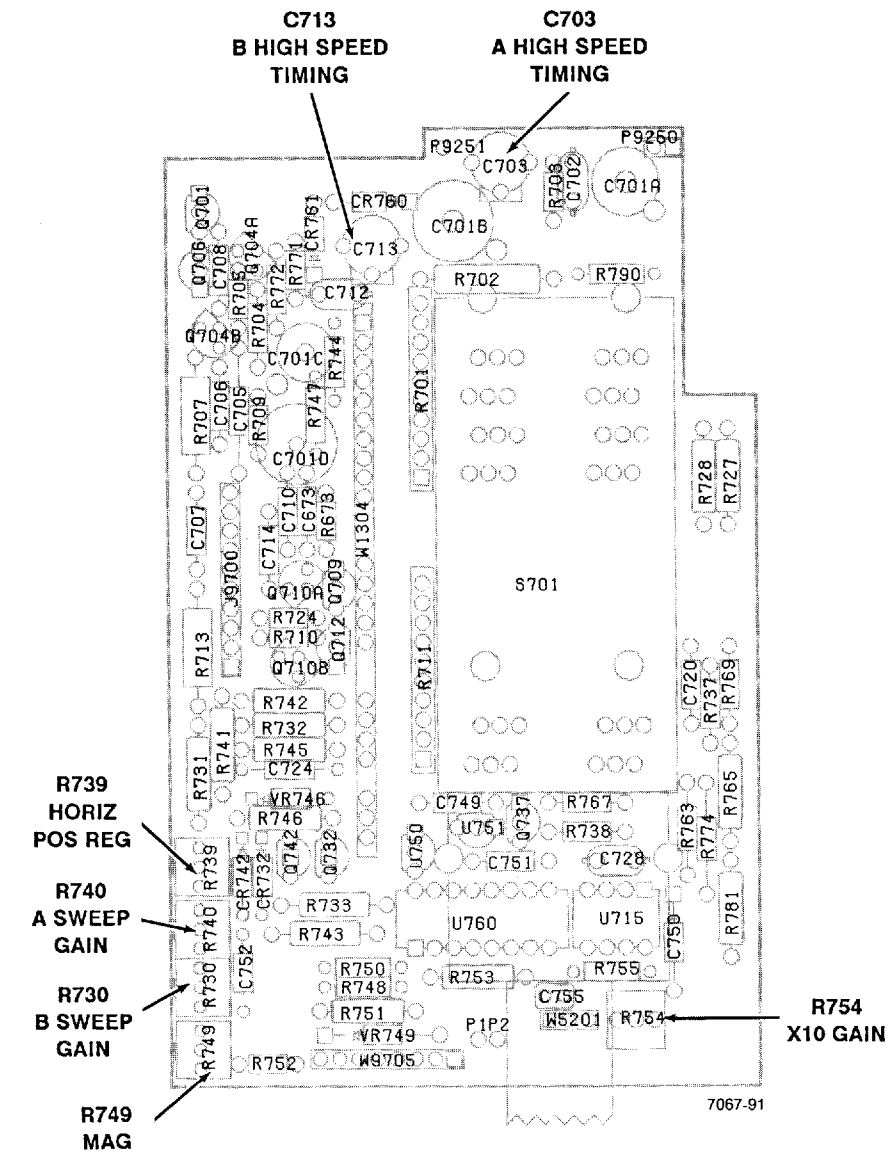 C713
B HIGH SPEED
TIMING
C703
A HIGH SPEED
TIMING
P9251
P9250
C703
R703
C702
C701A
Q701
CR761
CR760
C701B
C713
Q706
C708
Q704A
R705
R772
R771
C712
R702
R790
R704
Q704B
C701C
R744
R701
R707
C706
C705
R709
R747
C701D
R728
R727
C707
J9700
C714
C710
C673
R673
W1304
S701
Q710A
Q709
R724
R710
Q712
Q710B
R713
R711
C720
R737
R769
R742
R732
R745
C724
R731
R741
VR746
R746
C749
U751
Q737
R767
R738
R763
R774
R765
R739
HORIZ
POS REG
R739
CR742
CR732
Q742
Q732
U750
C751
C728
R740
A SWEEP
GAIN
R740
R733
R743
U760
U715
C750
R781
R730
B SWEEP
GAIN
R730
C752
R750
R748
R751
R753
R755
C755
P1P2
W5201
R754
R754
X10 GAIN
R749
VR749
R752
W9705
R749
MAG
7067-91